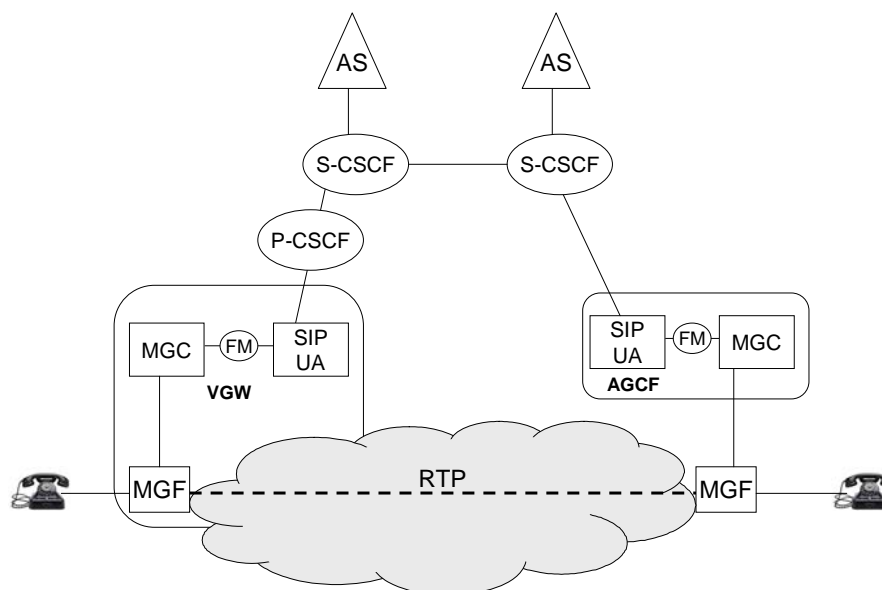 AS
AS
S-CSCF
S-CSCF
P-CSCF
MGC
FM
SIP
UA
VGW
SIP
UA
FM
MGC
AGCF
RTP
MGF
MGF